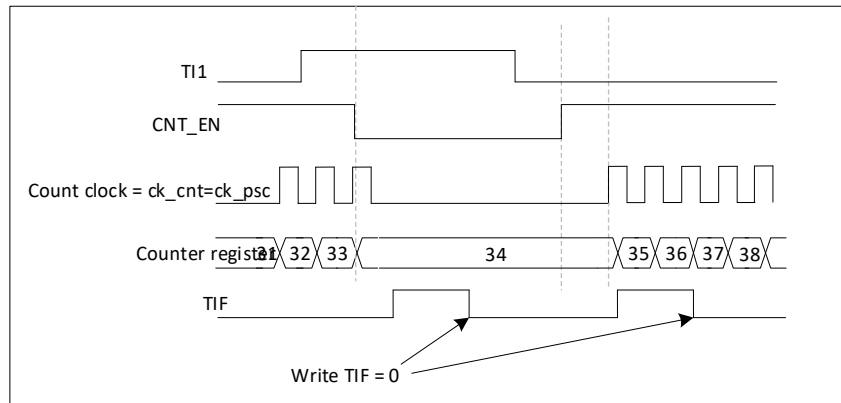 TI1
CNT_EN
Count clock = ck_cnt=ck_psc
Counter register 31 32 33 34 35 36 37 38
TIF
Write TIF = 0